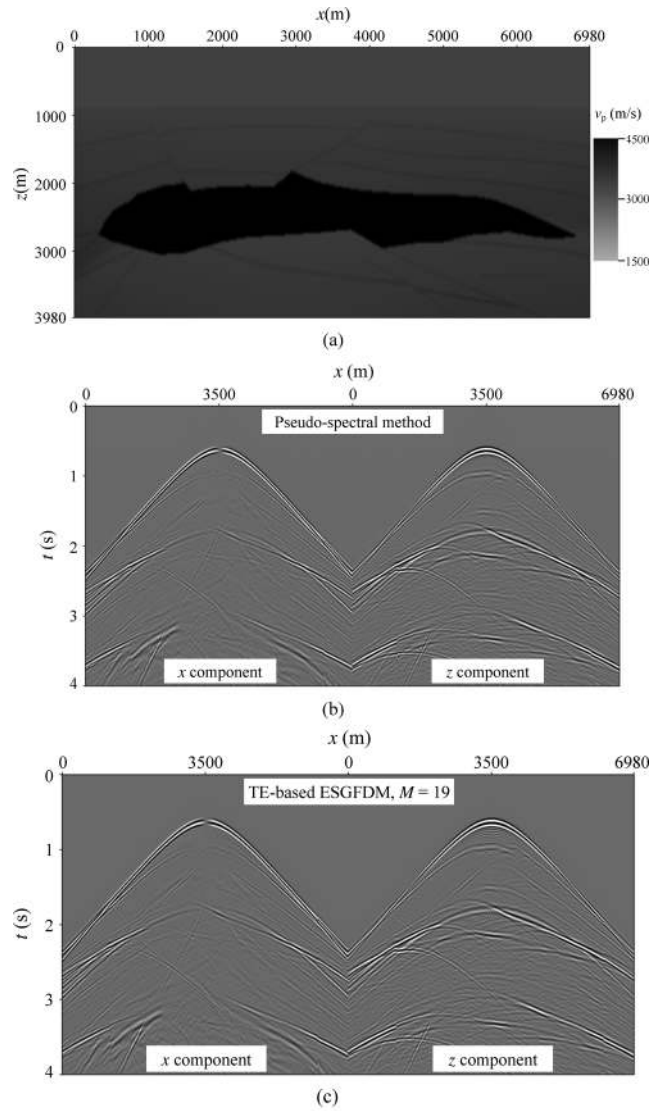 x(m)
0 1000 2000 3000 4000 5000 6000 6980
0
1000
2000
3000
3980
z(m)
vp (m/s)
4500
3000
1500
(a)
x (m)
0 3500 0 3500 6980
0
1
2
3
4
t (s)
Pseudo-spectral method
x component
z component
(b)
x (m)
0 3500 0 3500 6980
0
1
2
3
4
t (s)
TE-based ESGFDM, M = 19
x component
z component
(c)